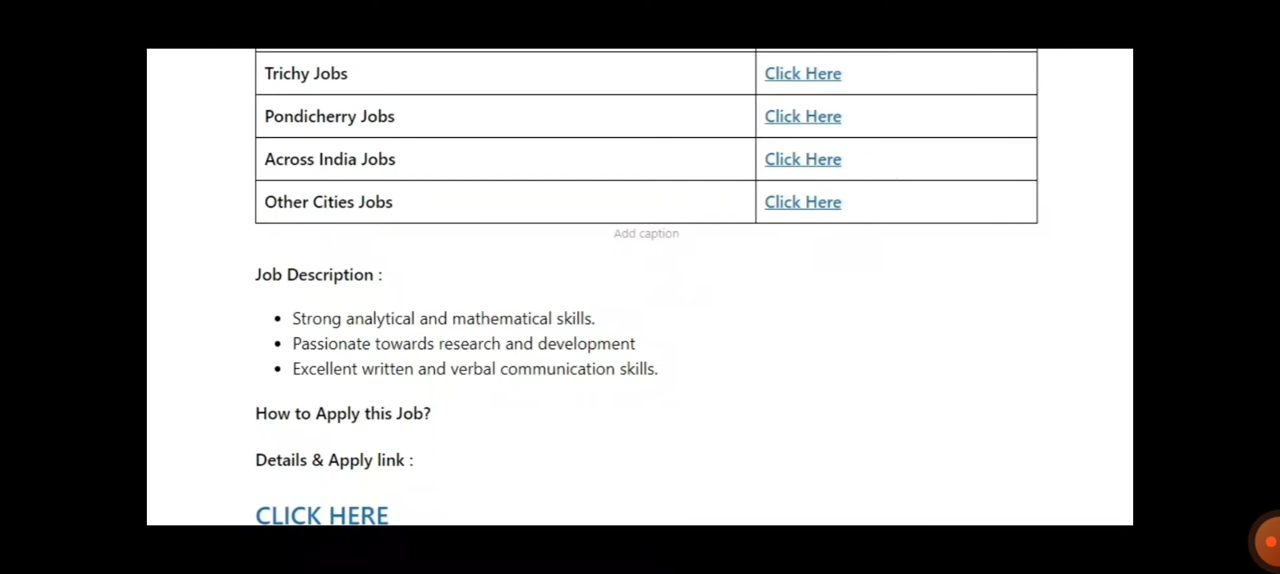 Trichy Jobs Click Here
Pondicherry Jobs Click Here
Across India Jobs Click Here
Other Cities Jobs Click Here
Add caption
Job Description :
• Strong analytical and mathematical skills.
• Passionate towards research and development
• Excellent written and verbal communication skills.
How to Apply this Job?
Details & Apply link :
CLICK HERE